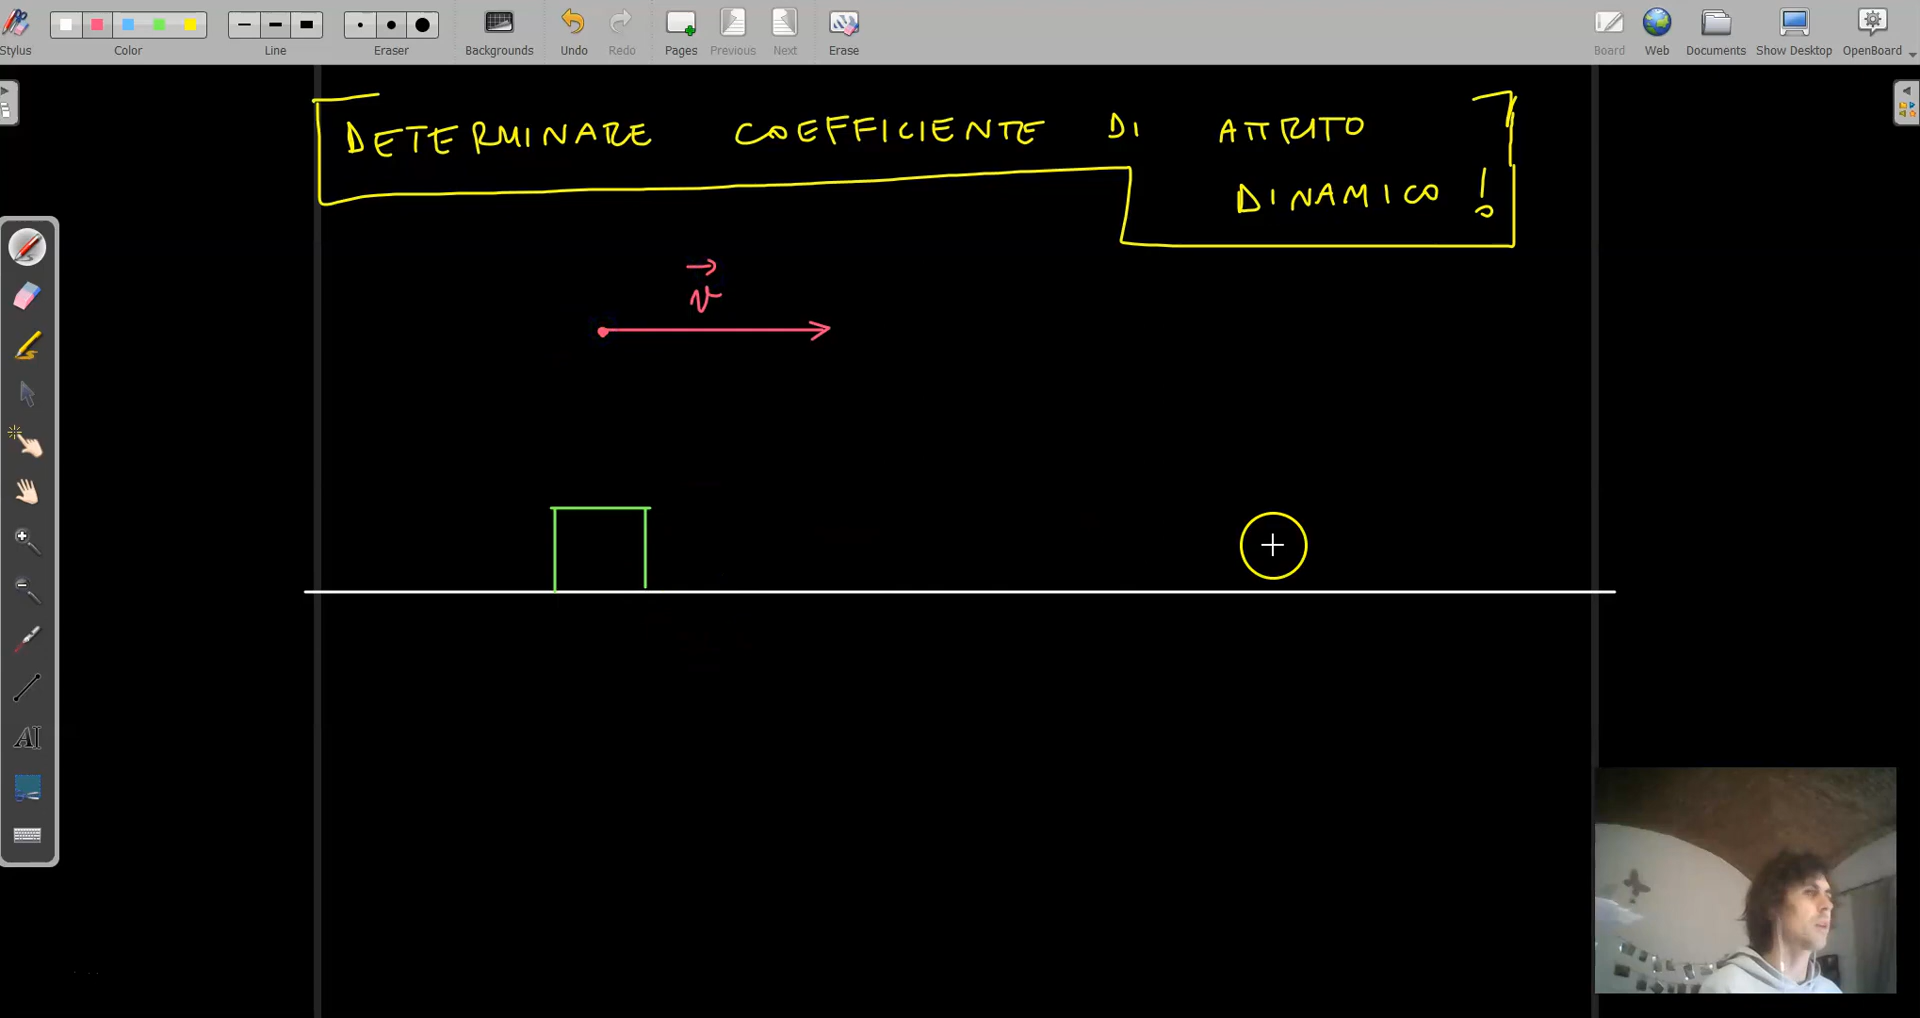 Stylus
Color
Line
Eraser
Backgrounds
Undo
Redo
Pages
Previous
Next
Erase
Board
Web
Documents
Show Desktop
OpenBoard
DETERMINARE COEFFICIENTE DI ATTRITO
DINAMICO !
v